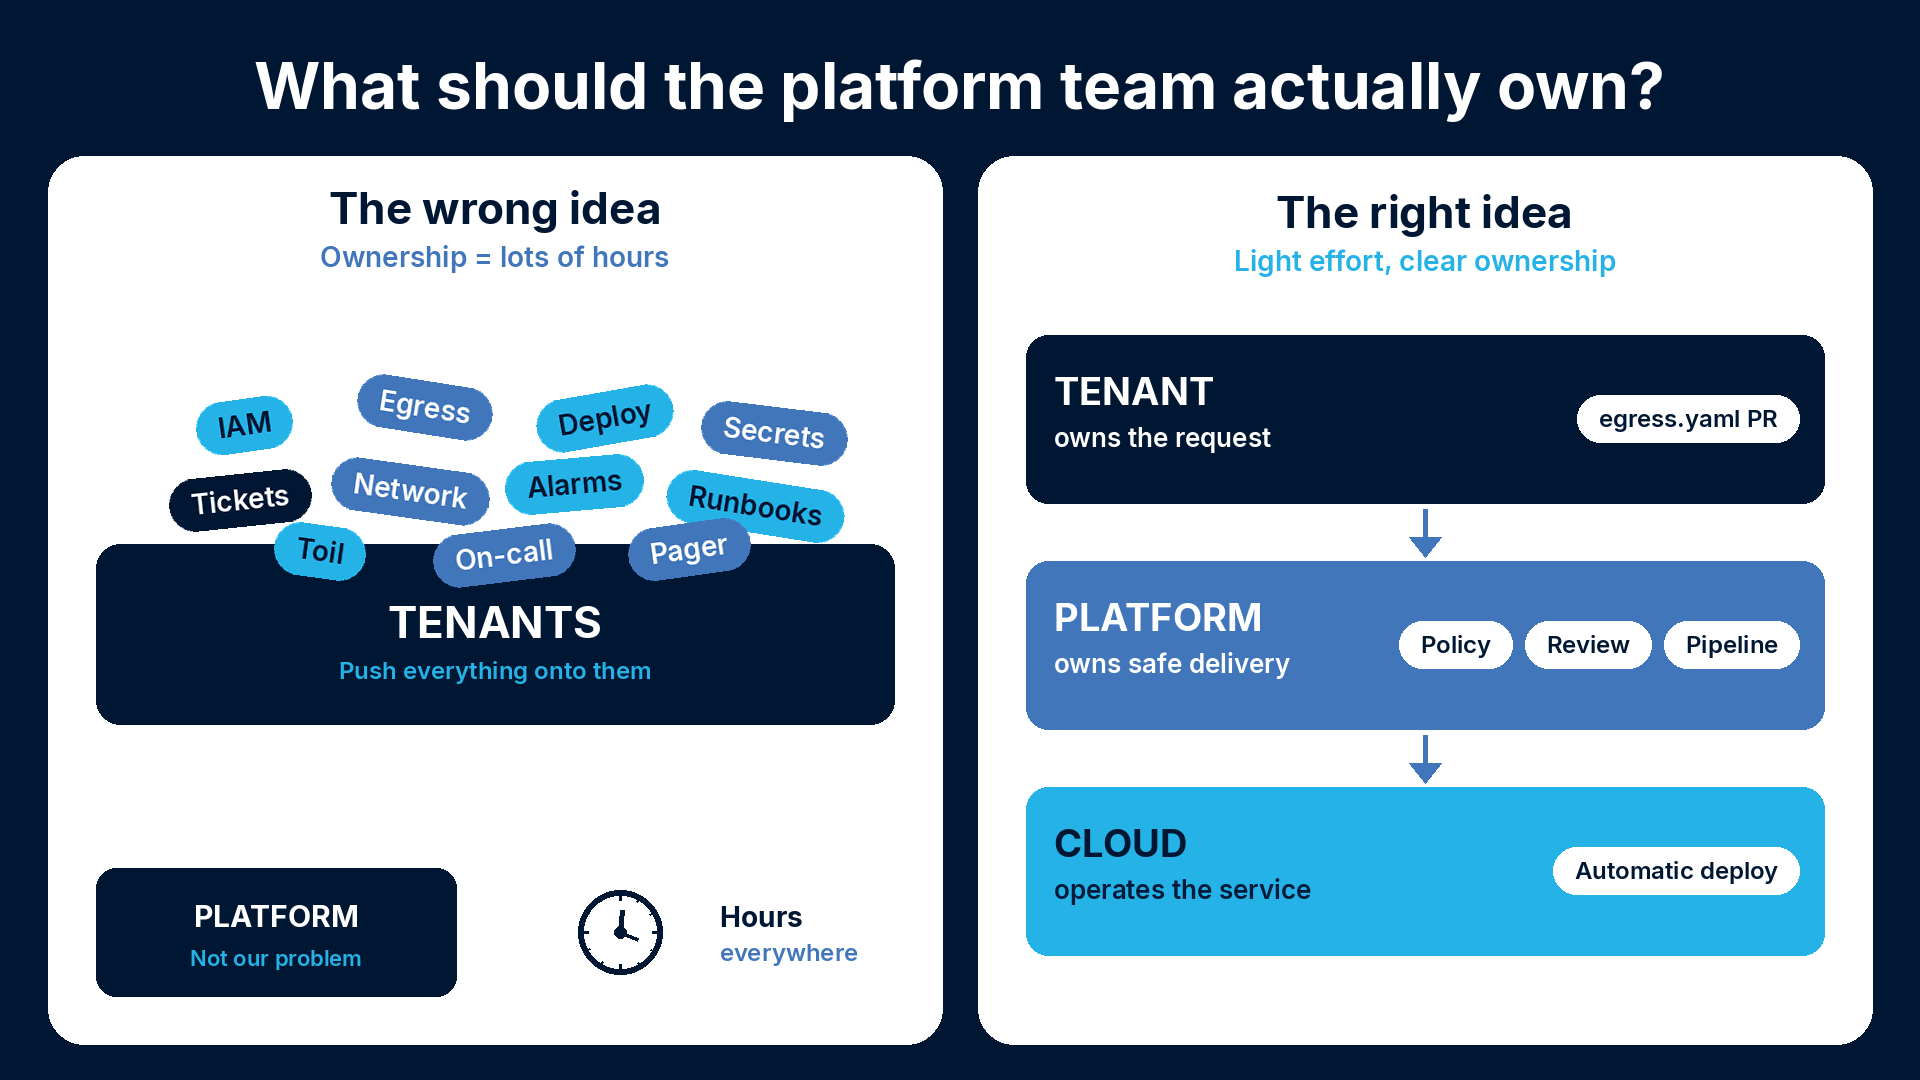 What should the platform team actually own?
The wrong idea
Ownership = lots of hours
IAM
Egress
Deploy
Secrets
Tickets
Network
Alarms
Runbooks
Toil
On-call
Pager
TENANTS
Push everything onto them
PLATFORM
Not our problem
Hours
everywhere
The right idea
Light effort, clear ownership
TENANT
owns the request
egress.yaml PR
PLATFORM
owns safe delivery
Policy
Review
Pipeline
CLOUD
operates the service
Automatic deploy